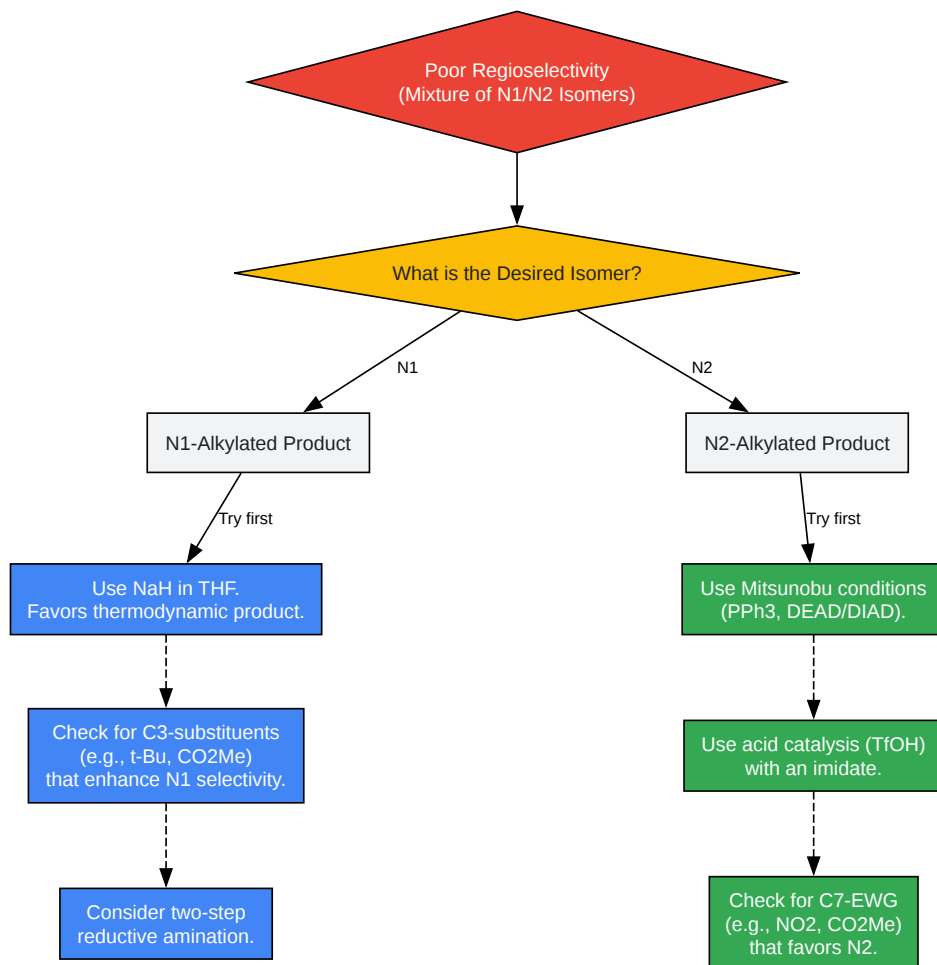 Poor Regioselectivity
(Mixture of N1/N2 Isomers)
What is the Desired Isomer?
N1
N2
N1-Alkylated Product
N2-Alkylated Product
Try first
Try first
Use NaH in THF.
Favors thermodynamic product.
Use Mitsunobu conditions
(PPh3, DEAD/DIAD).
Check for C3-substituents
(e.g., t-Bu, CO2Me)
that enhance N1 selectivity.
Use acid catalysis (TfOH)
with an imidate.
Consider two-step
reductive amination.
Check for C7-EWG
(e.g., NO2, CO2Me)
that favors N2.